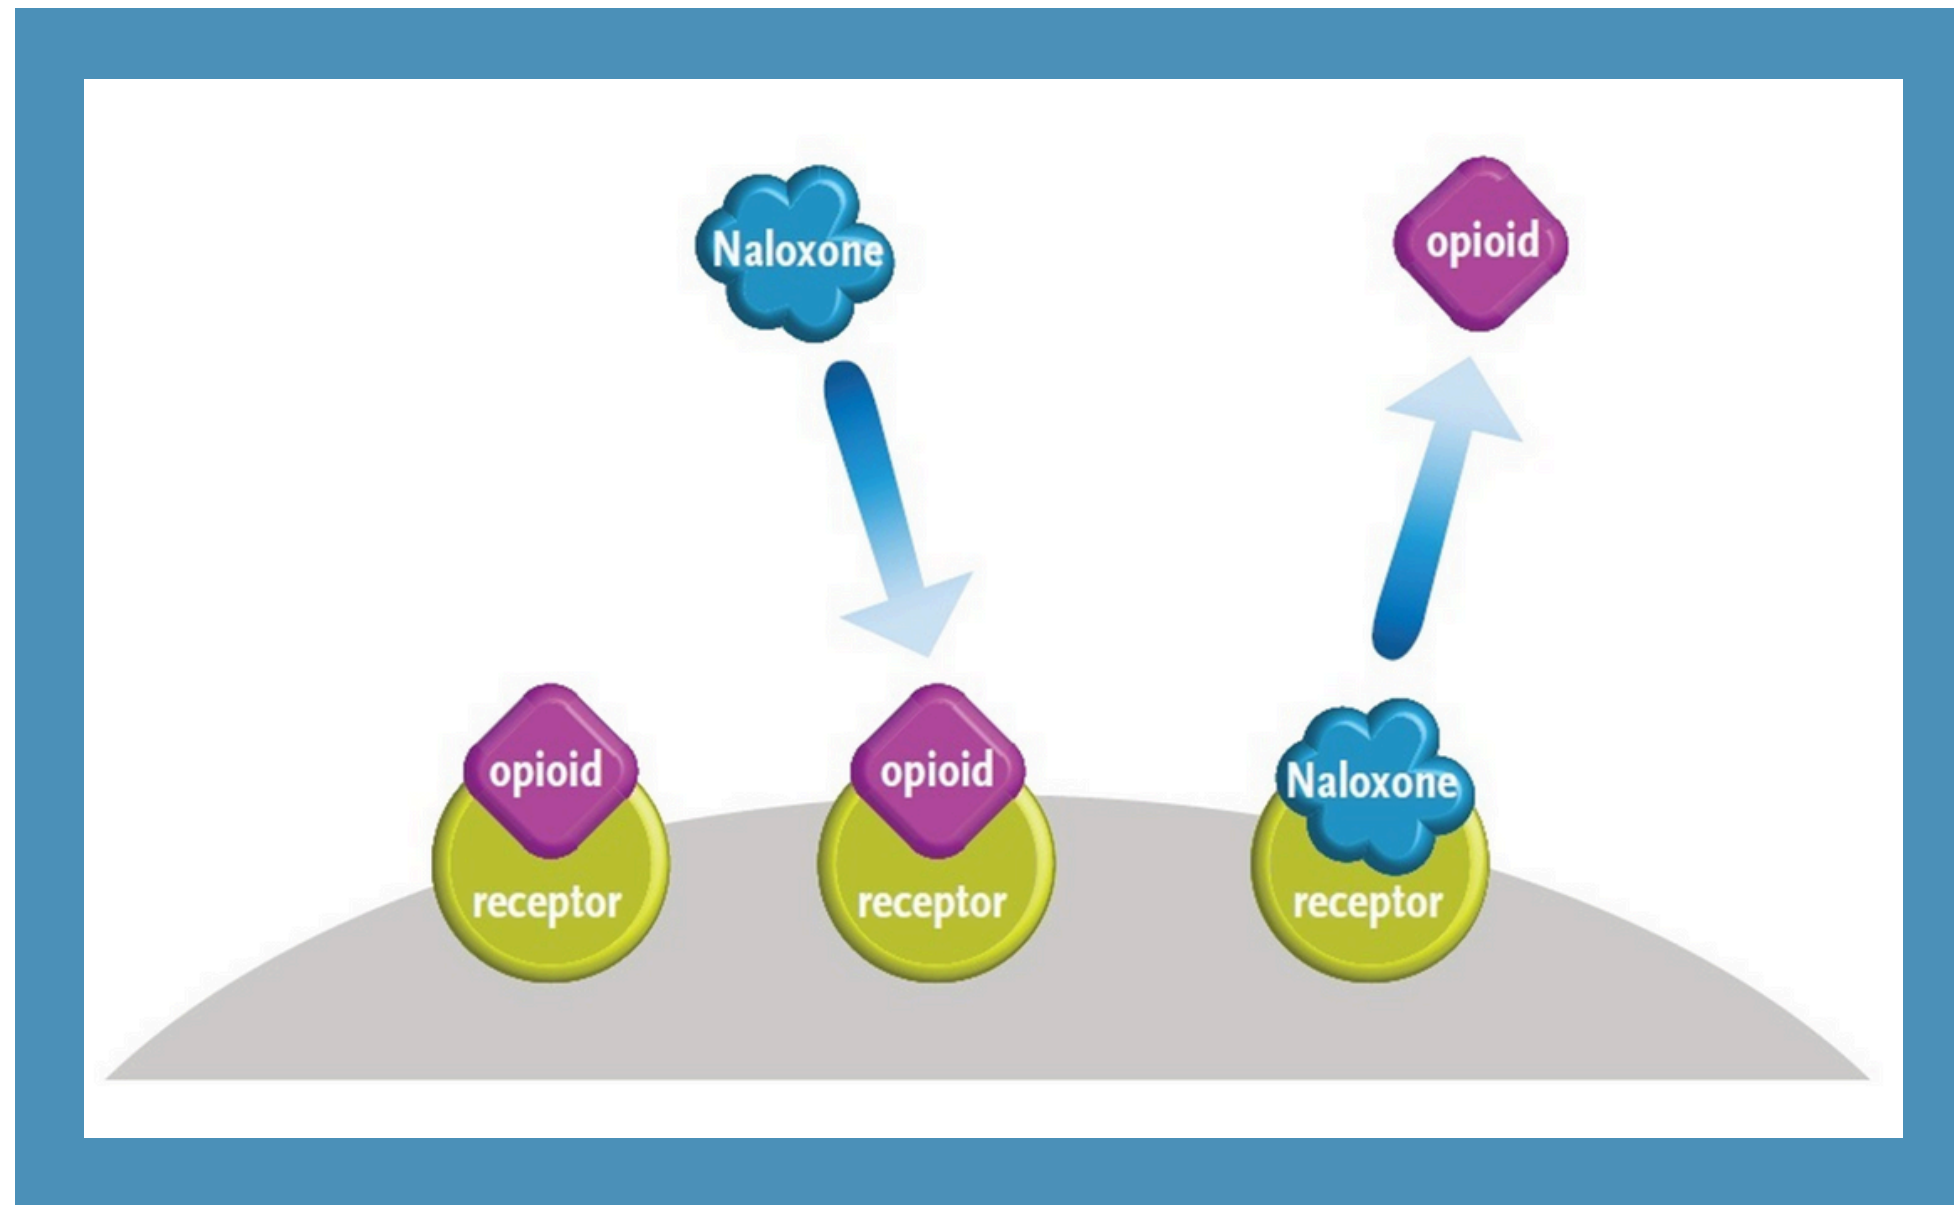 Naloxone
opioid
opioid
opioid
Naloxone
receptor
receptor
receptor